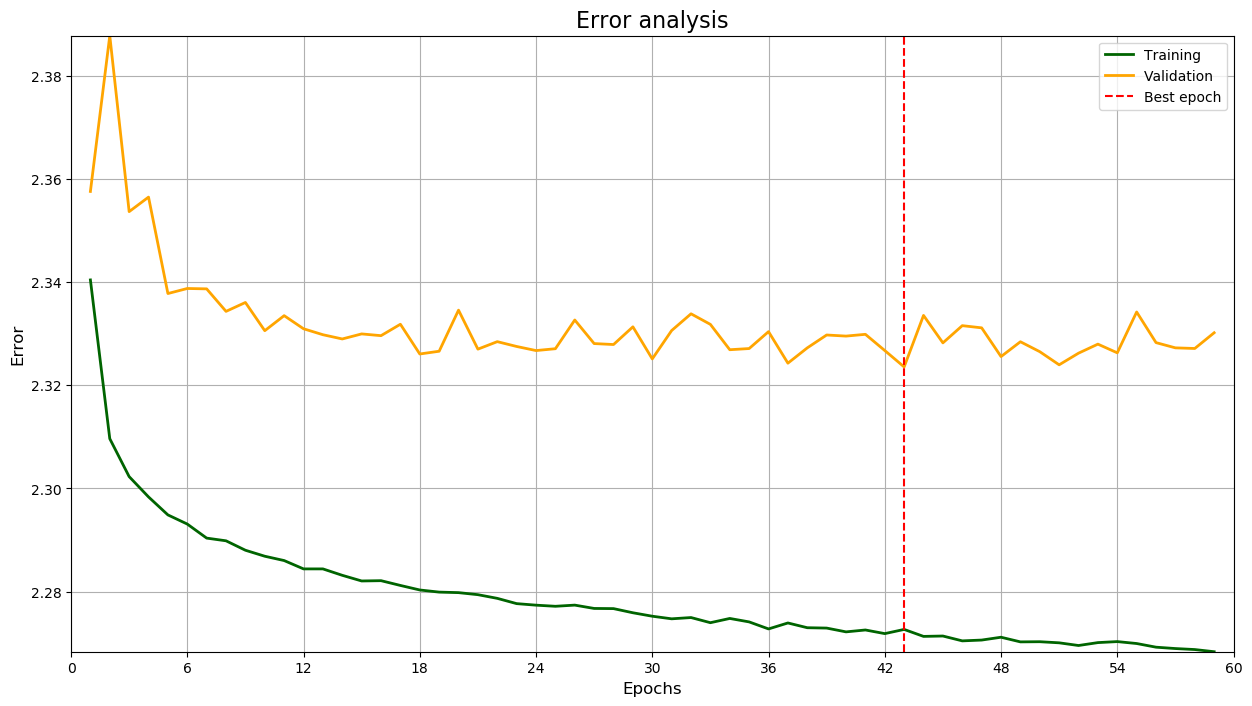 Error analysis
Training
Validation
Best epoch
2.38
2.36
2.34
2.32
2.30
2.28
Error
0 6 12 18 24 30 36 42 48 54 60
Epochs